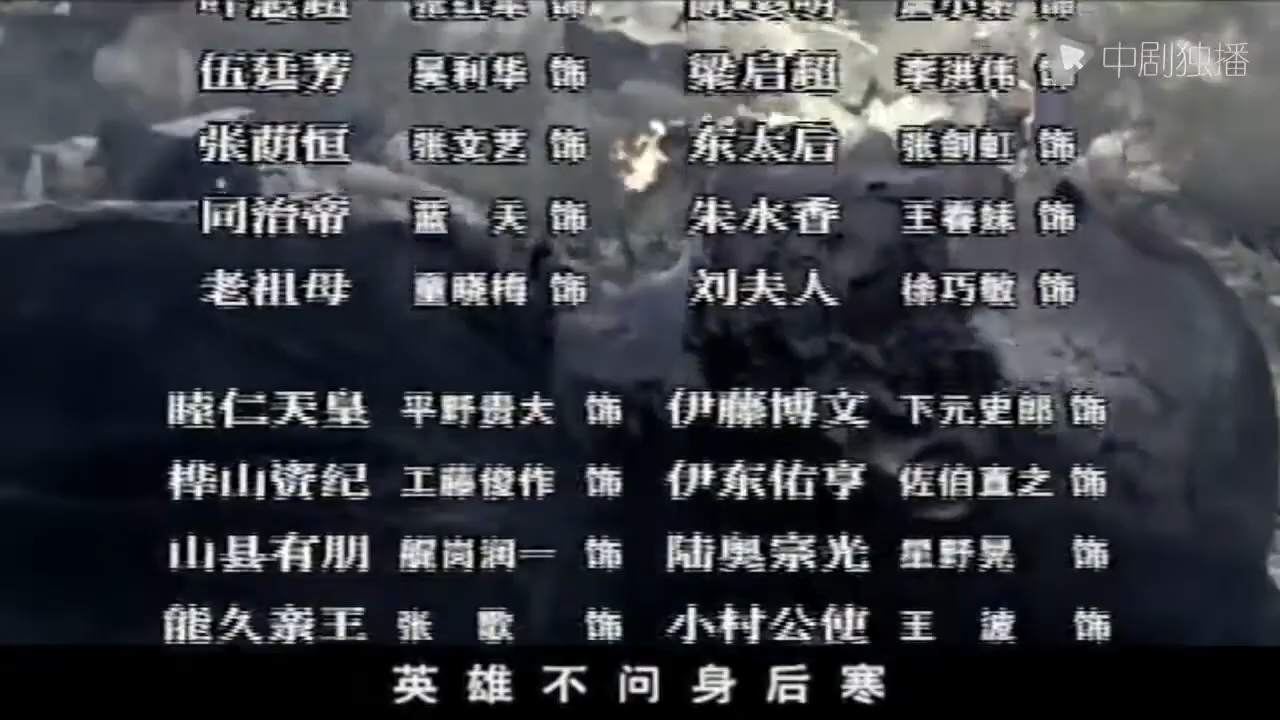 中剧独播
伍廷芳 吴利华 饰 梁启超 李洪伟 饰
张荫恒 张文艺 饰 东太后 张剑虹 饰
同治帝 蓝 天 饰 朱水香 王春妹 饰
老祖母 童晓梅 饰 刘夫人 徐巧敏 饰
睦仁天皇 平野贵大 饰 伊藤博文 下元史郎 饰
桦山资纪 工藤俊作 饰 伊东佑亨 佐伯直之 饰
山县有朋 岗润一 饰 陆奥宗光 星野晃 饰
能久亲王 张 歌 饰 小村公使 王 波 饰
英雄不问身后寒